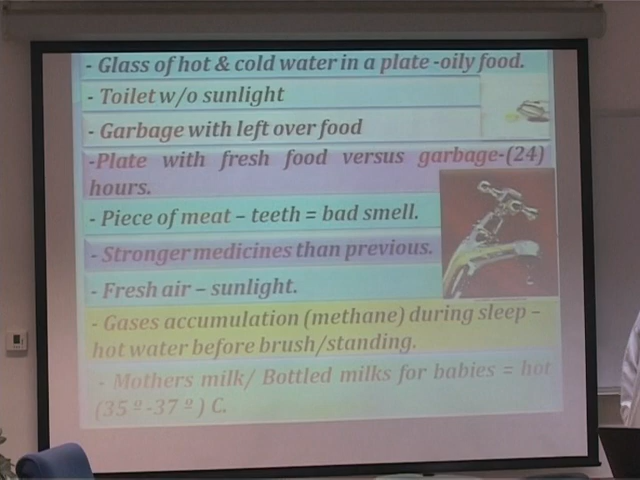 - Glass of hot & cold water in a plate -oily food.
- Toilet w/o sunlight
- Garbage with left over food
-Plate with fresh food versus garbage-(24)
hours.
- Piece of meat – teeth = bad smell.
- Stronger medicines than previous.
- Fresh air – sunlight.
- Gases accumulation (methane) during sleep –
hot water before brush/standing.
- Mothers milk/ Bottled milks for babies = hot
(35 º -37 º ) C.